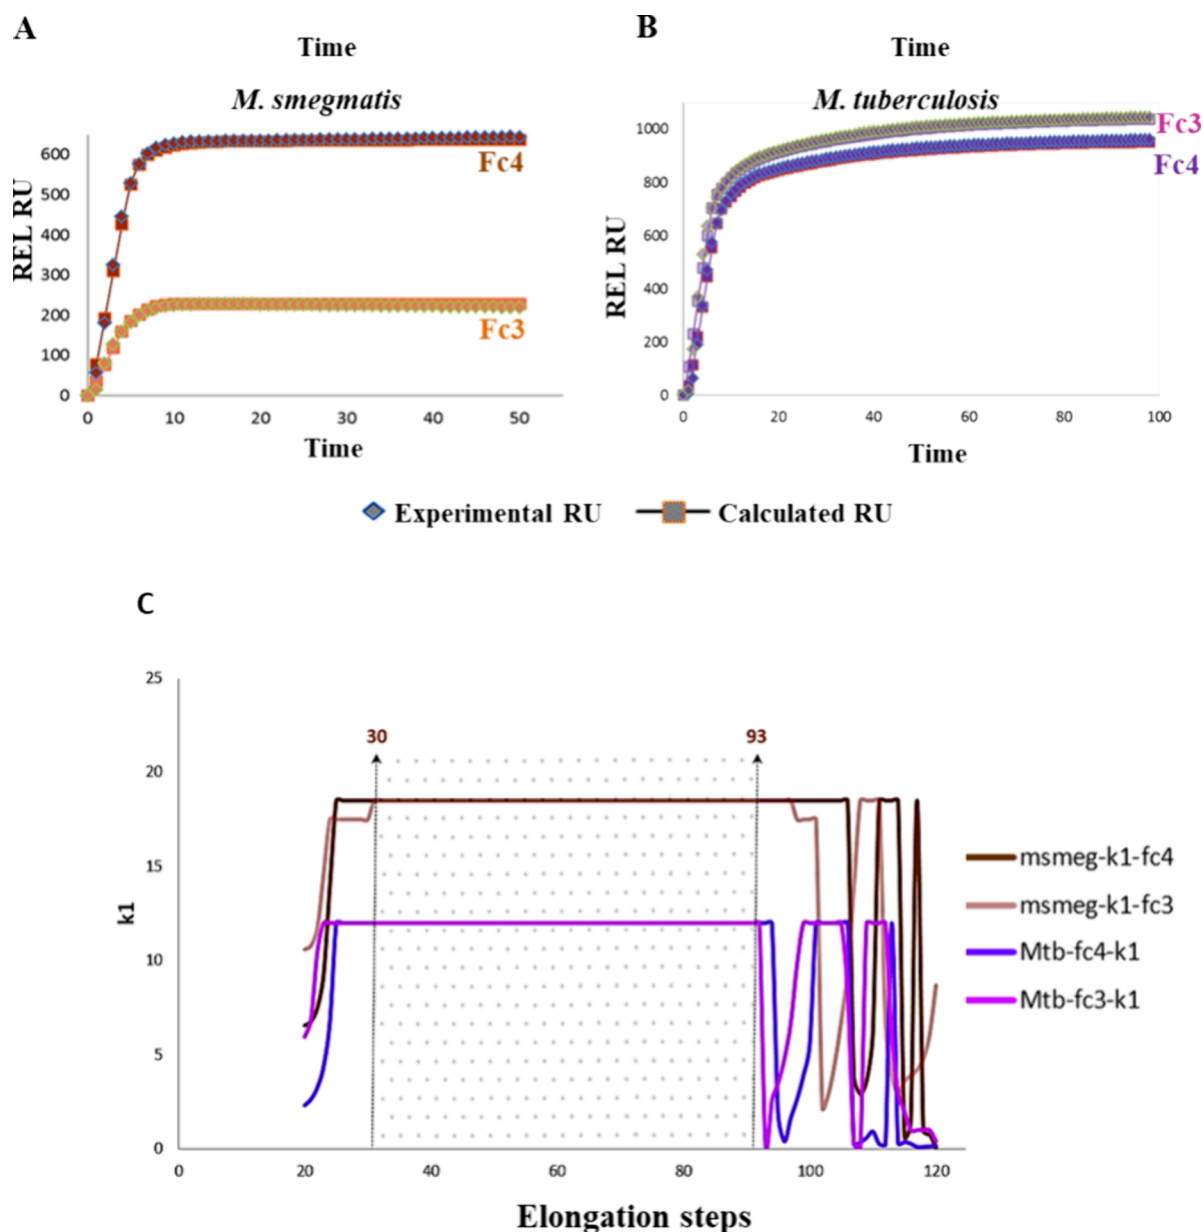 A
Time
M. smegmatis
REL RU
600
500
400
300
200
100
0
0 10 20 30 40 50
Time
Fc4
Fc3
B
Time
M. tuberculosis
REL RU
1000
800
600
400
200
0
0 20 40 60 80 100
Time
Fc3
Fc4
Experimental RU Calculated RU
C
k1
25
20
15
10
5
0
0 20 40 60 80 100 120
Elongation steps
30
93
msmeg-k1-fc4
msmeg-k1-fc3
Mtb-fc4-k1
Mtb-fc3-k1